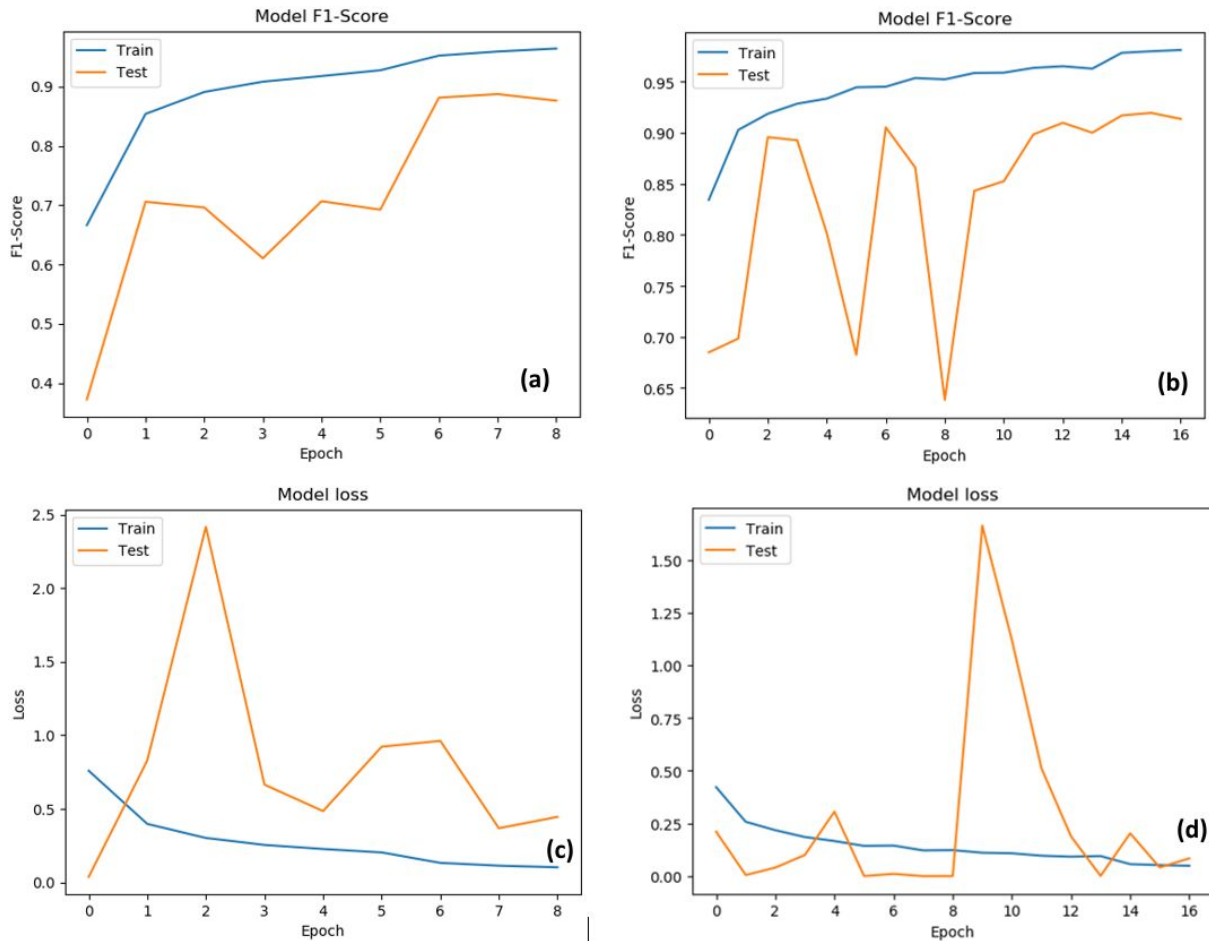 Model F1-Score
Train
Test
F1-Score
0.9
0.8
0.7
0.6
0.5
0.4
(a)
0 1 2 3 4 5 6 7 8
Epoch
Model F1-Score
Train
Test
F1-Score
0.95
0.90
0.85
0.80
0.75
0.70
0.65
(b)
0 2 4 6 8 10 12 14 16
Epoch
Model loss
Train
Test
Loss
2.5
2.0
1.5
1.0
0.5
0.0
(c)
0 1 2 3 4 5 6 7 8
Epoch
Model loss
Train
Test
Loss
1.50
1.25
1.00
0.75
0.50
0.25
0.00
(d)
0 2 4 6 8 10 12 14 16
Epoch